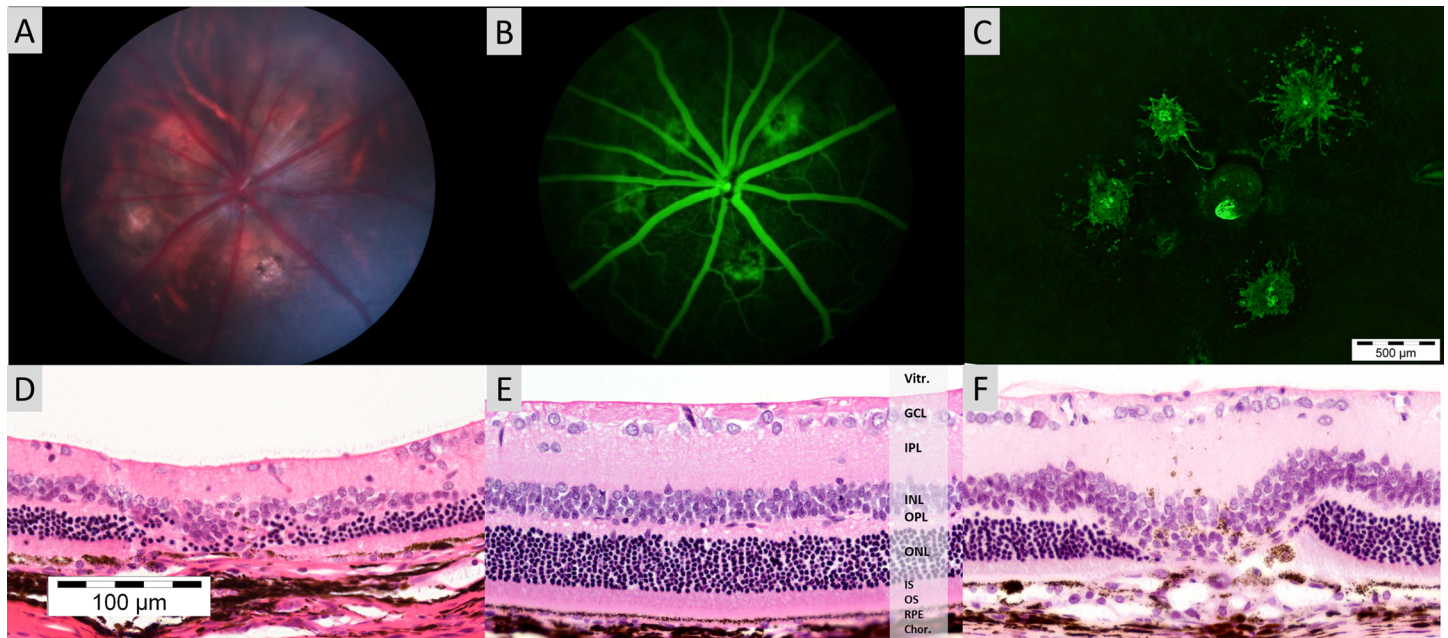 A
B
C
500 µm
D
100 µm
E
Vitr.
GCL
IPL
INL
OPL
ONL
IS
OS
RPE
Chor.
F